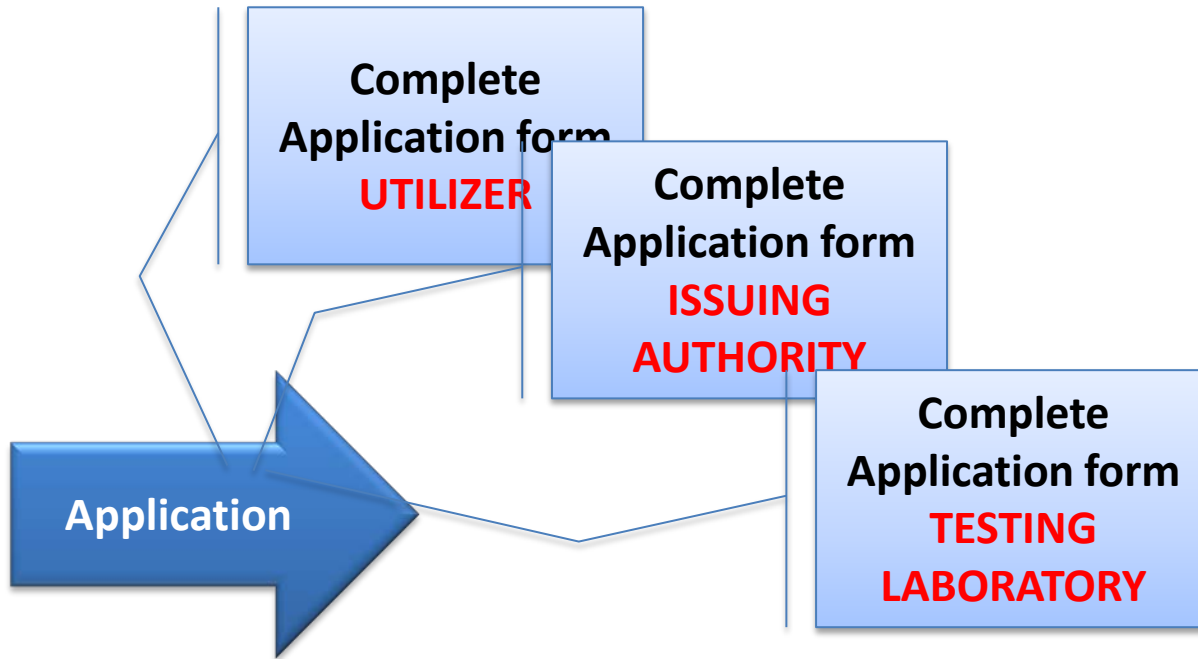 Complete
Application form
UTILIZER
Complete
Application form
ISSUING
AUTHORITY
Complete
Application form
TESTING
LABORATORY
Application